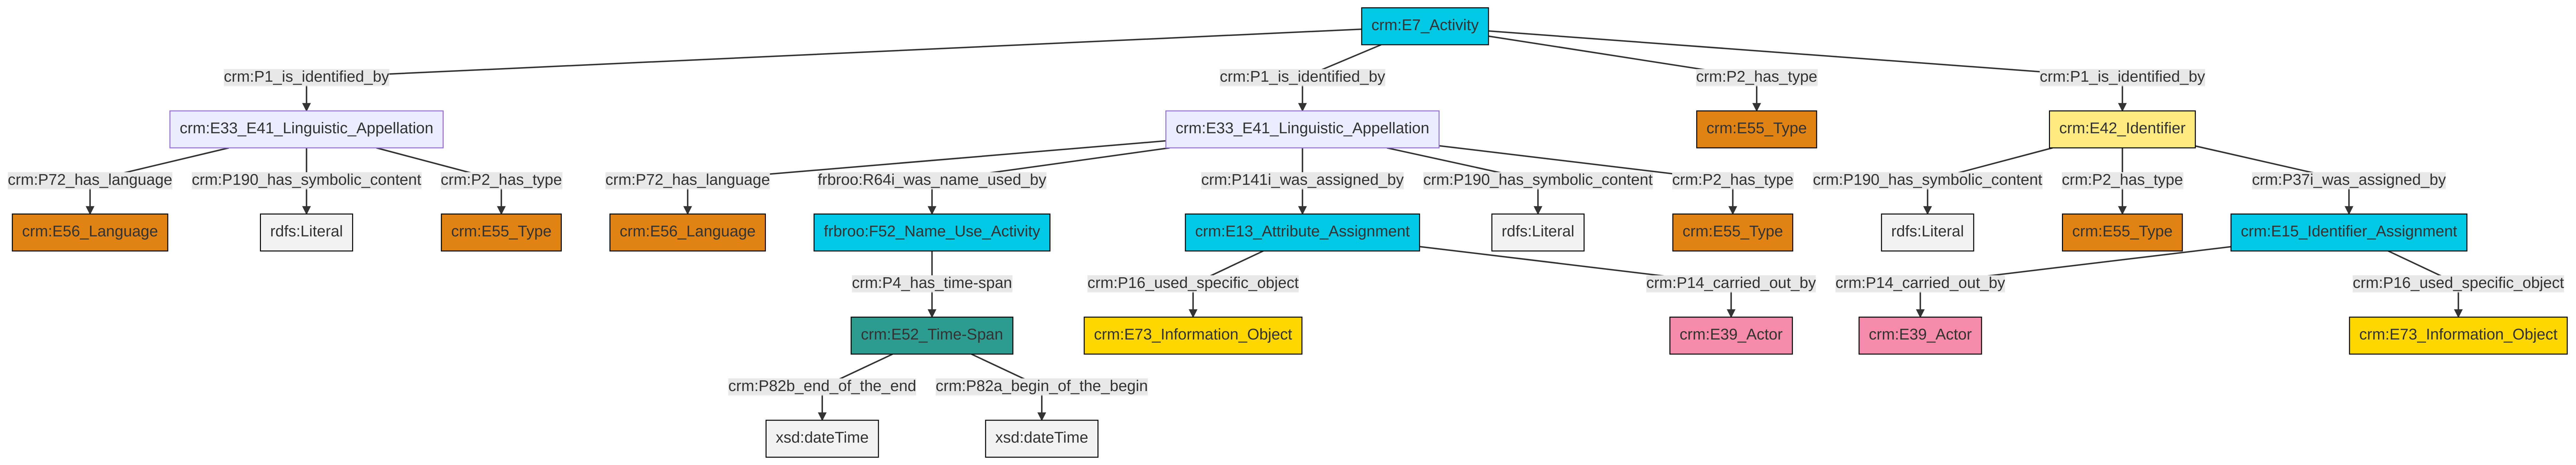 crm:E7_Activity
crm:P1_is_identified_by
crm:P1_is_identified_by
crm:P2_has_type
crm:P1_is_identified_by
crm:E33_E41_Linguistic_Appellation
crm:E33_E41_Linguistic_Appellation
crm:E55_Type
crm:E42_Identifier
crm:P72_has_language
crm:P190_has_symbolic_content
crm:P2_has_type
crm:P72_has_language
frbroo:R64i_was_name_used_by
crm:P141i_was_assigned_by
crm:P190_has_symbolic_content
crm:P2_has_type
crm:P190_has_symbolic_content
crm:P2_has_type
crm:P37i_was_assigned_by
crm:E56_Language
rdfs:Literal
crm:E55_Type
crm:E56_Language
frbroo:F52_Name_Use_Activity
crm:E13_Attribute_Assignment
rdfs:Literal
crm:E55_Type
rdfs:Literal
crm:E55_Type
crm:E15_Identifier_Assignment
crm:P4_has_time-span
crm:P16_used_specific_object
crm:P14_carried_out_by
crm:P14_carried_out_by
crm:P16_used_specific_object
crm:E52_Time-Span
crm:E73_Information_Object
crm:E39_Actor
crm:E39_Actor
crm:E73_Information_Object
crm:P82b_end_of_the_end
crm:P82a_begin_of_the_begin
xsd:dateTime
xsd:dateTime